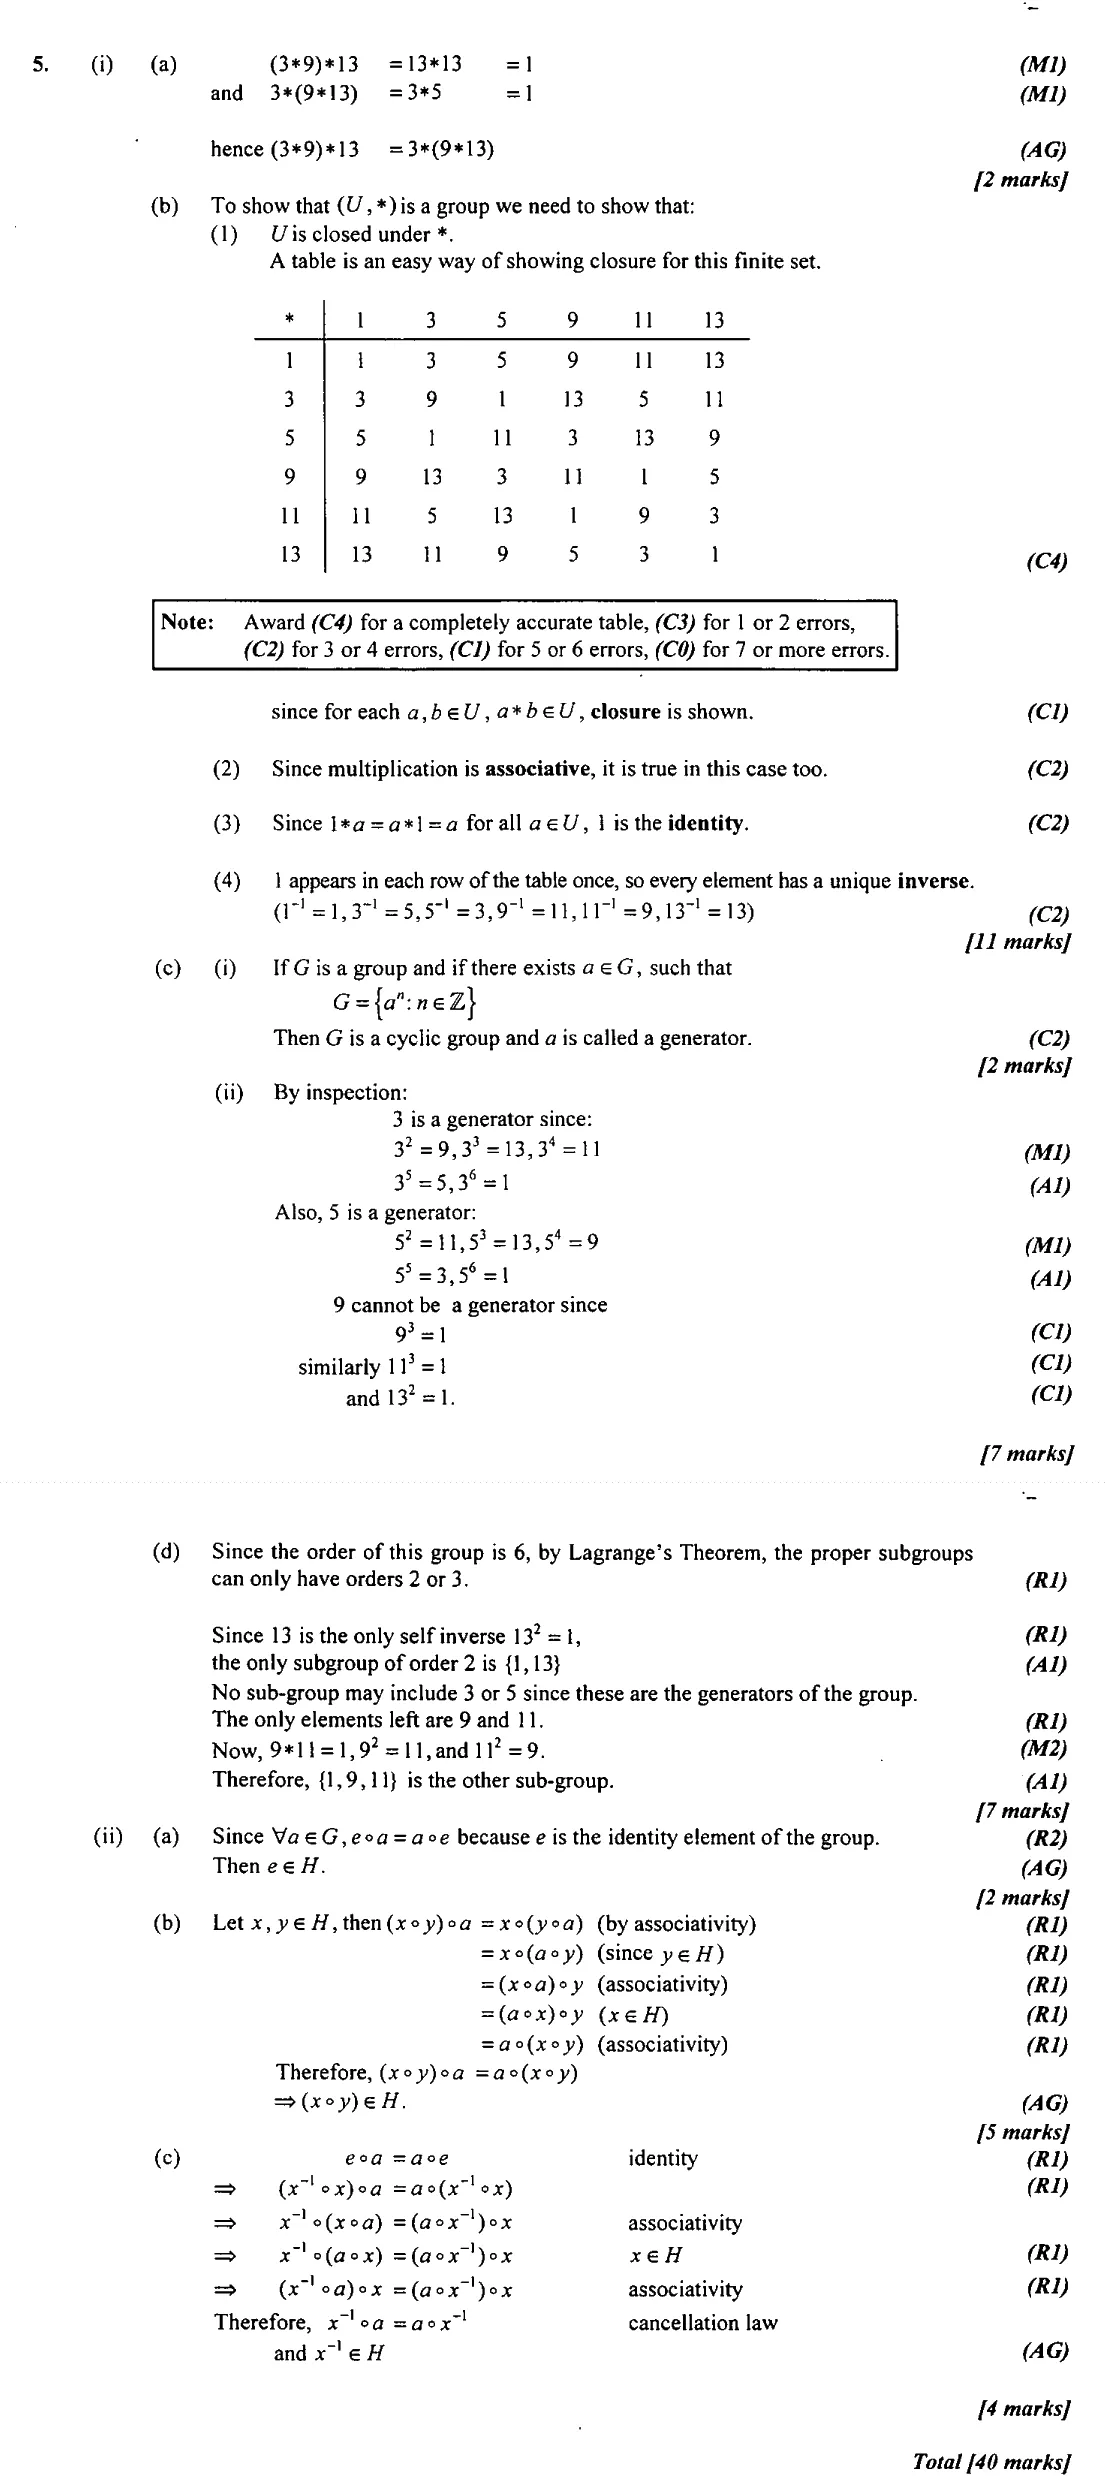 5. (i) (a) (3*9)*13 =13*13 =1 (M1)
and 3*(9*13) =3*5 =1 (M1)
hence (3*9)*13 =3*(9*13) (AG)
[2 marks]
(b) To show that (U,*) is a group we need to show that:
(1) U is closed under *.
A table is an easy way of showing closure for this finite set.
* 1 3 5 9 11 13
1 1 3 5 9 11 13
3 3 9 1 13 5 11
5 5 1 11 3 13 9
9 9 13 3 11 1 5
11 11 5 13 1 9 3
13 13 11 9 5 3 1 (C4)
Note: Award (C4) for a completely accurate table, (C3) for 1 or 2 errors,
(C2) for 3 or 4 errors, (C1) for 5 or 6 errors, (C0) for 7 or more errors.
since for each a,b∈U, a*b∈U, closure is shown. (C1)
(2) Since multiplication is associative, it is true in this case too. (C2)
(3) Since 1*a=a*1=a for all a∈U, 1 is the identity. (C2)
(4) 1 appears in each row of the table once, so every element has a unique inverse.
(1⁻¹=1,3⁻¹=5,5⁻¹=3,9⁻¹=11,11⁻¹=9,13⁻¹=13) (C2)
[11 marks]
(c) (i) If G is a group and if there exists a∈G, such that
G={aⁿ:n∈ℤ}
Then G is a cyclic group and a is called a generator. (C2)
[2 marks]
(ii) By inspection:
3 is a generator since:
3²=9,3³=13,3⁴=11 (M1)
3⁵=5,3⁶=1 (A1)
Also, 5 is a generator:
5²=11,5³=13,5⁴=9 (M1)
5⁵=3,5⁶=1 (A1)
9 cannot be a generator since
9³=1 (C1)
similarly 11³=1 (C1)
and 13²=1. (C1)
[7 marks]
(d) Since the order of this group is 6, by Lagrange's Theorem, the proper subgroups
can only have orders 2 or 3. (R1)
Since 13 is the only self inverse 13²=1, (R1)
the only subgroup of order 2 is {1,13} (A1)
No sub-group may include 3 or 5 since these are the generators of the group.
The only elements left are 9 and 11. (R1)
Now, 9*11=1,9²=11,and 11²=9. (M2)
Therefore, {1,9,11} is the other sub-group. (A1)
[7 marks]
(ii) (a) Since ∀a∈G,e∘a=a∘e because e is the identity element of the group. (R2)
Then e∈H. (AG)
[2 marks]
(b) Let x,y∈H,then (x∘y)∘a =x∘(y∘a) (by associativity) (R1)
=x∘(a∘y) (since y∈H) (R1)
=(x∘a)∘y (associativity) (R1)
=(a∘x)∘y (x∈H) (R1)
=a∘(x∘y) (associativity) (R1)
Therefore, (x∘y)∘a =a∘(x∘y)
⇒(x∘y)∈H. (AG)
[5 marks]
(c) e∘a =a∘e identity (R1)
⇒ (x⁻¹∘x)∘a =a∘(x⁻¹∘x) (R1)
⇒ x⁻¹∘(x∘a) =(a∘x⁻¹)∘x associativity
⇒ x⁻¹∘(a∘x) =(a∘x⁻¹)∘x x∈H (R1)
⇒ (x⁻¹∘a)∘x =(a∘x⁻¹)∘x associativity (R1)
Therefore, x⁻¹∘a =a∘x⁻¹ cancellation law
and x⁻¹∈H (AG)
[4 marks]
Total [40 marks]